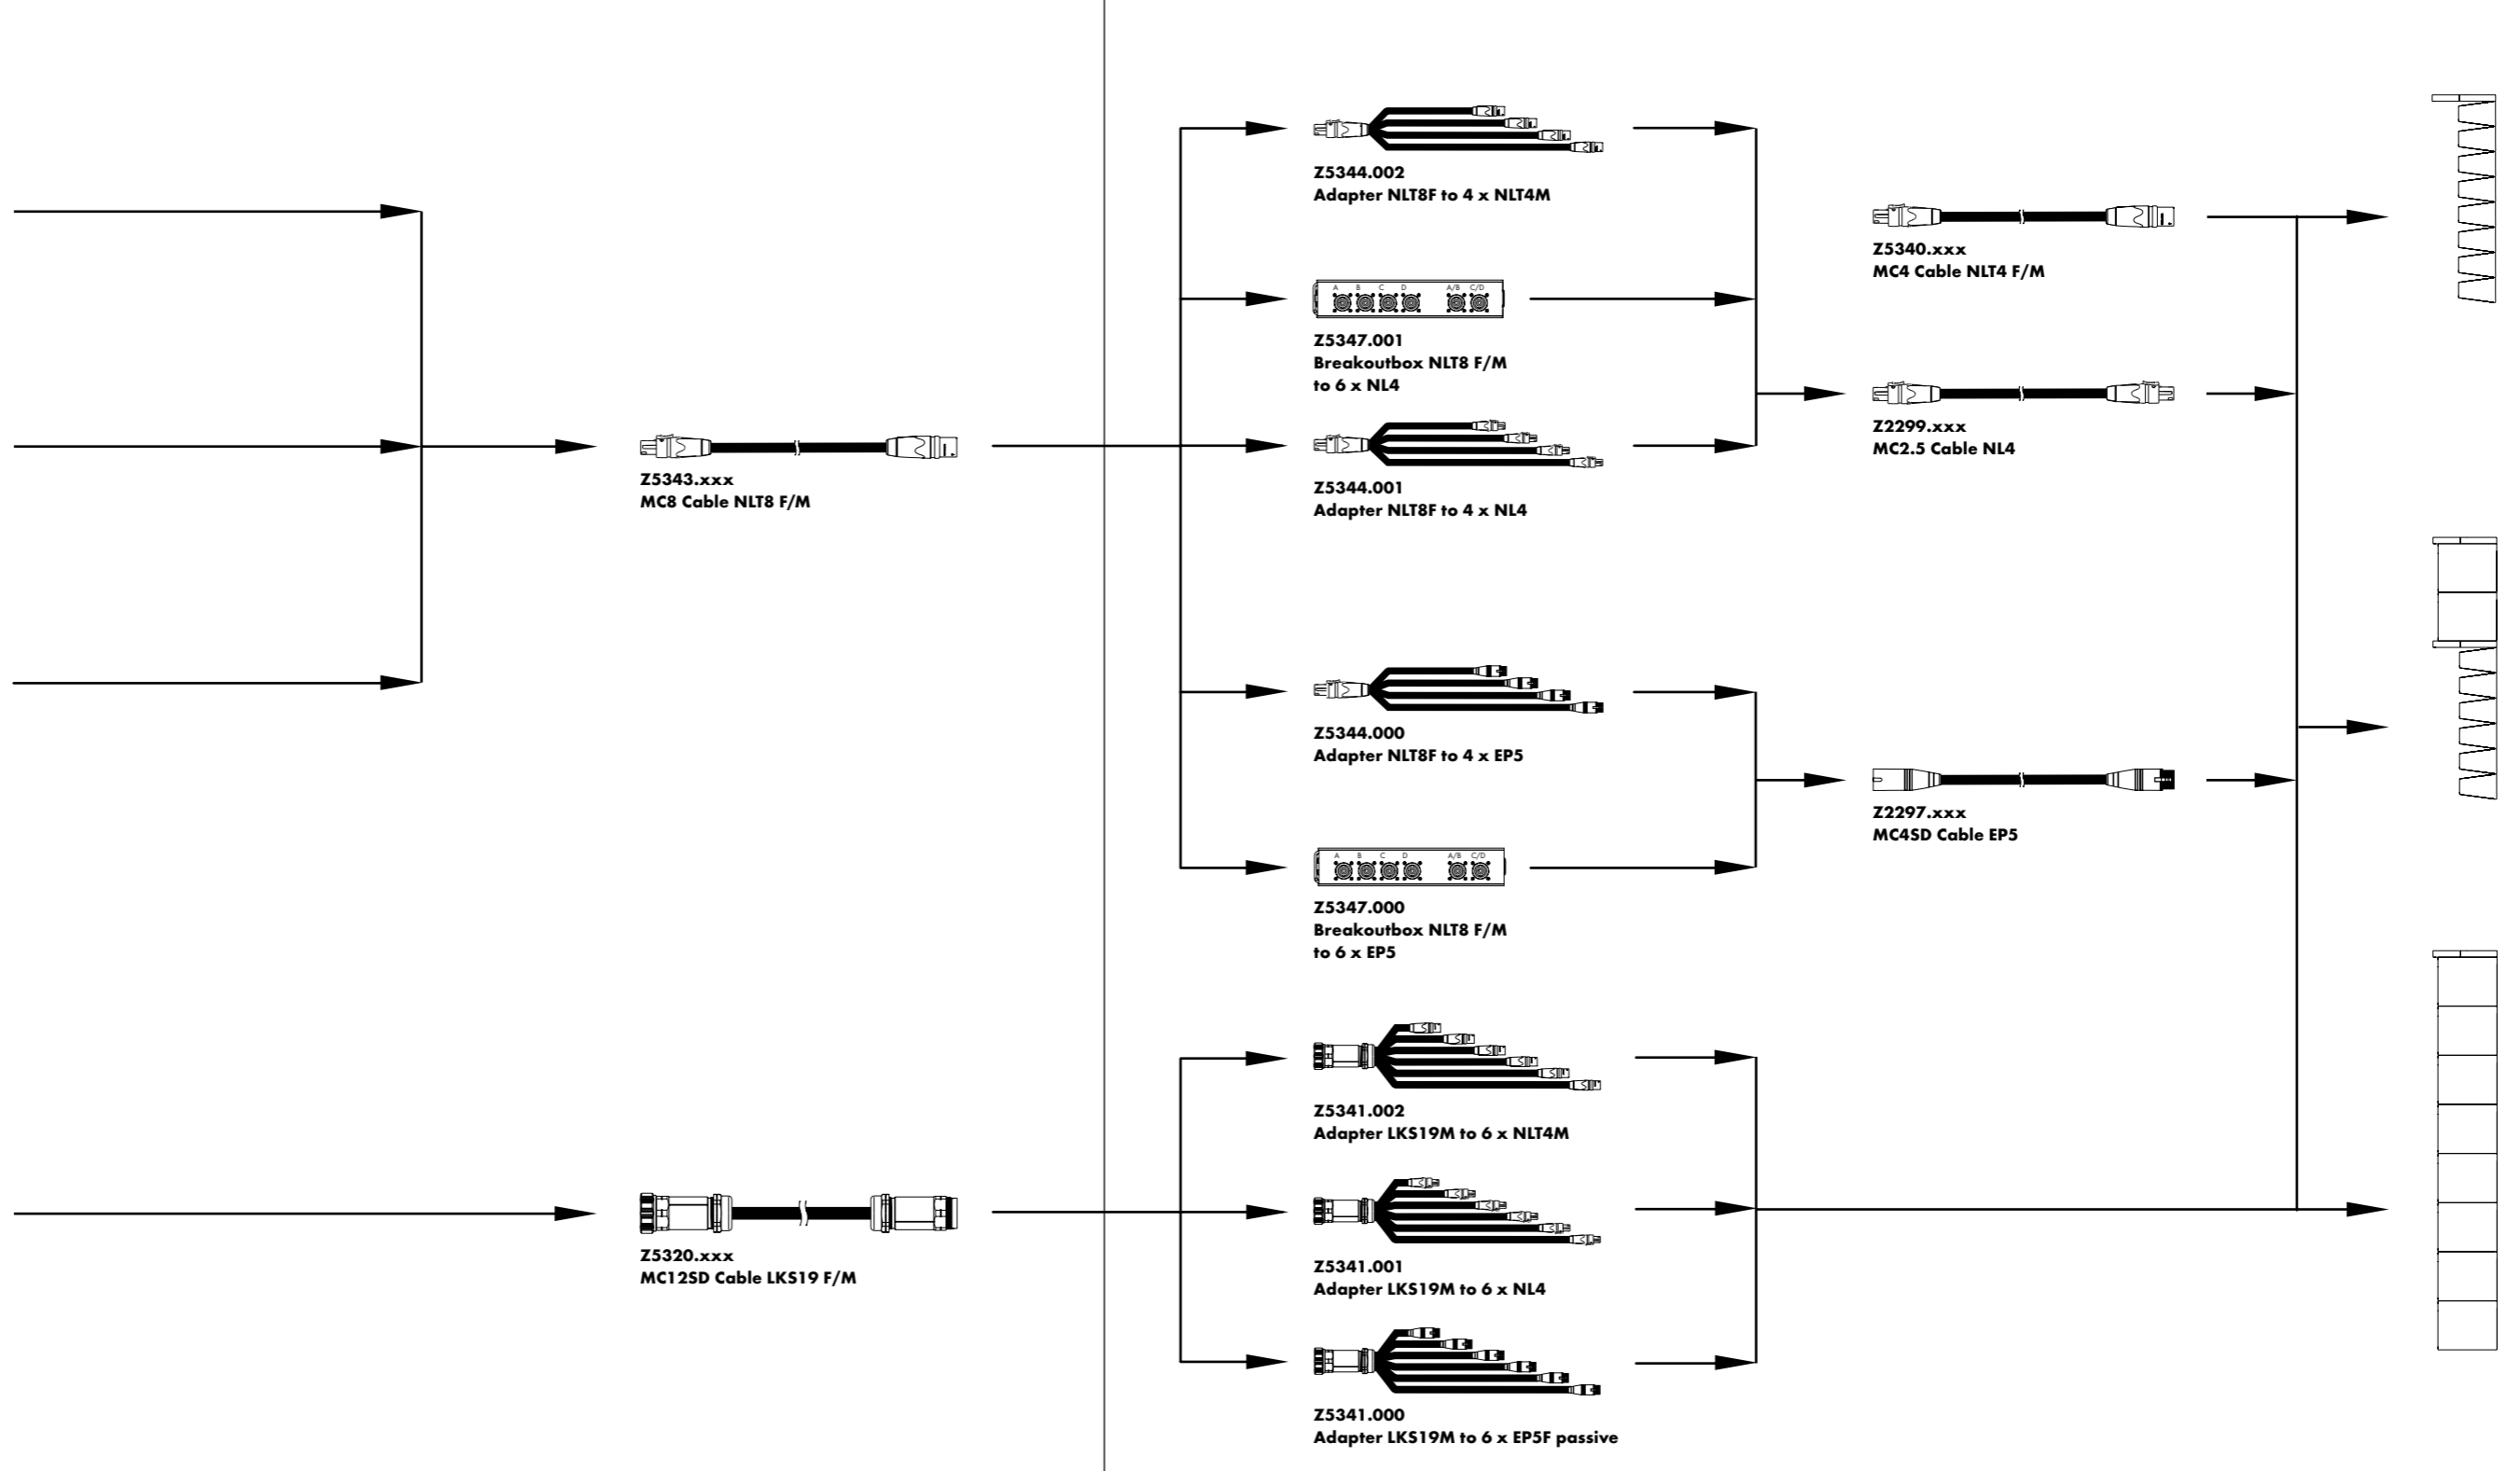 Z5344.002
Adapter NLT8F to 4 x NLT4M
Z5340.xxx
MC4 Cable NLT4 F/M
A B C D A/B C/D
Z5347.001
Breakoutbox NLT8 F/M
to 6 x NL4
Z2299.xxx
MC2.5 Cable NL4
Z5343.xxx
MC8 Cable NLT8 F/M
Z5344.001
Adapter NLT8F to 4 x NL4
Z5344.000
Adapter NLT8F to 4 x EP5
Z2297.xxx
MC4SD Cable EP5
A B C D A/B C/D
Z5347.000
Breakoutbox NLT8 F/M
to 6 x EP5
Z5341.002
Adapter LKS19M to 6 x NLT4M
Z5320.xxx
MC12SD Cable LKS19 F/M
Z5341.001
Adapter LKS19M to 6 x NL4
Z5341.000
Adapter LKS19M to 6 x EP5F passive